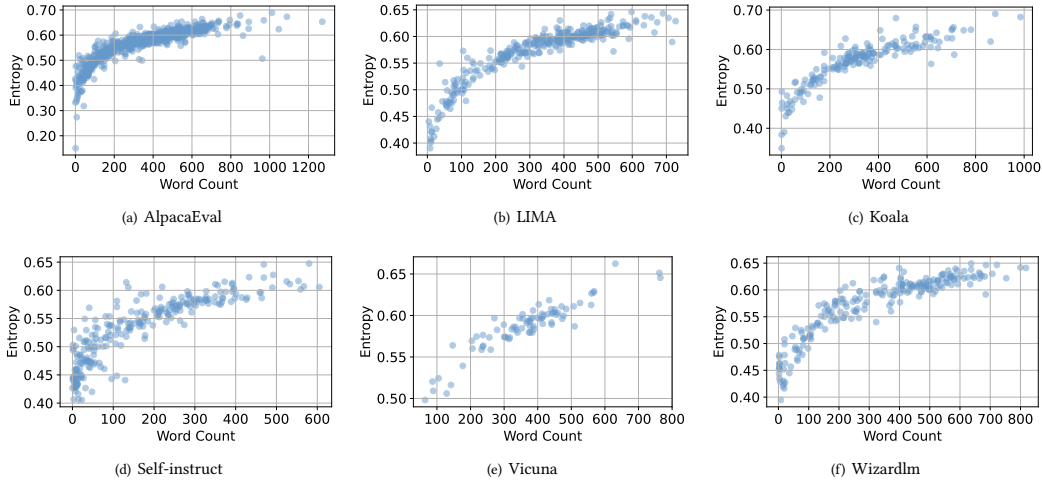 0.70
0.60
0.50
0.40
0.30
0.20
Entropy
0 200 400 600 800 1000 1200
Word Count
(a) AlpacaEval
0.65
0.60
0.55
0.50
0.45
0.40
Entropy
0 100 200 300 400 500 600 700
Word Count
(b) LIMA
0.70
0.60
0.50
0.40
Entropy
0 200 400 600 800 1000
Word Count
(c) Koala
0.65
0.60
0.55
0.50
0.45
0.40
Entropy
0 100 200 300 400 500 600
Word Count
(d) Self-instruct
0.65
0.60
0.55
0.50
Entropy
100 200 300 400 500 600 700 800
Word Count
(e) Vicuna
0.65
0.60
0.55
0.50
0.45
0.40
Entropy
0 100 200 300 400 500 600 700 800
Word Count
(f) Wizardlm